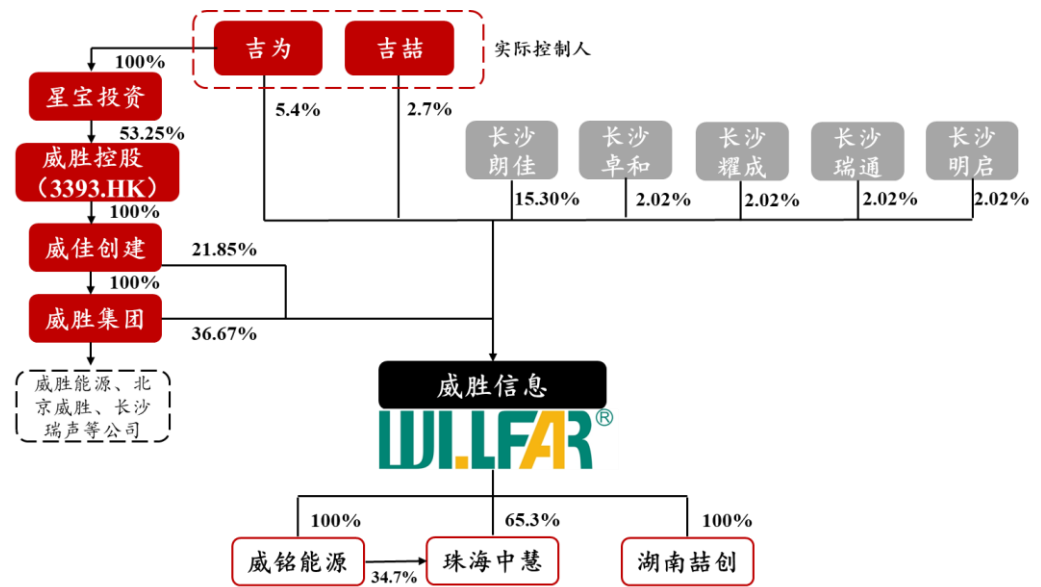 吉为
吉喆
实际控制人
100%
5.4%
2.7%
星宝投资
53.25%
威胜控股
（3393.HK）
100%
长沙
朗佳
长沙
卓和
长沙
耀成
长沙
瑞通
长沙
明启
15.30%
2.02%
2.02%
2.02%
2.02%
威佳创建
21.85%
100%
威胜集团
36.67%
威胜能源、北
京威胜、长沙
瑞声等公司
威胜信息
WILLFAR®
100%
65.3%
100%
威铭能源
34.7%
珠海中慧
湖南喆创